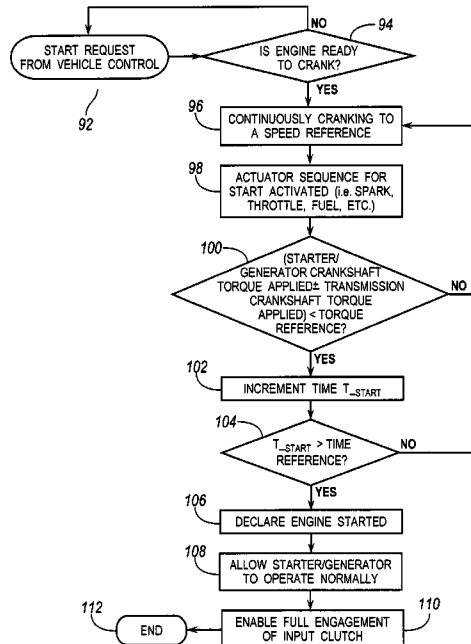 NO
94
START REQUEST
FROM VEHICLE CONTROL
IS ENGINE READY
TO CRANK?
92
YES
96
CONTINUOUSLY CRANKING TO
A SPEED REFERENCE
98
ACTUATOR SEQUENCE FOR
START ACTIVATED (i.e. SPARK,
THROTTLE, FUEL, ETC.)
100
(STARTER/
GENERATOR CRANKSHAFT
TORQUE APPLIED± TRANSMISSION
CRANKSHAFT TORQUE
APPLIED) < TORQUE
REFERENCE?
NO
YES
102
INCREMENT TIME T_START
104
T_START > TIME
REFERENCE?
NO
YES
106
DECLARE ENGINE STARTED
108
ALLOW STARTER/GENERATOR
TO OPERATE NORMALLY
112
END
ENABLE FULL ENGAGEMENT
OF INPUT CLUTCH
110